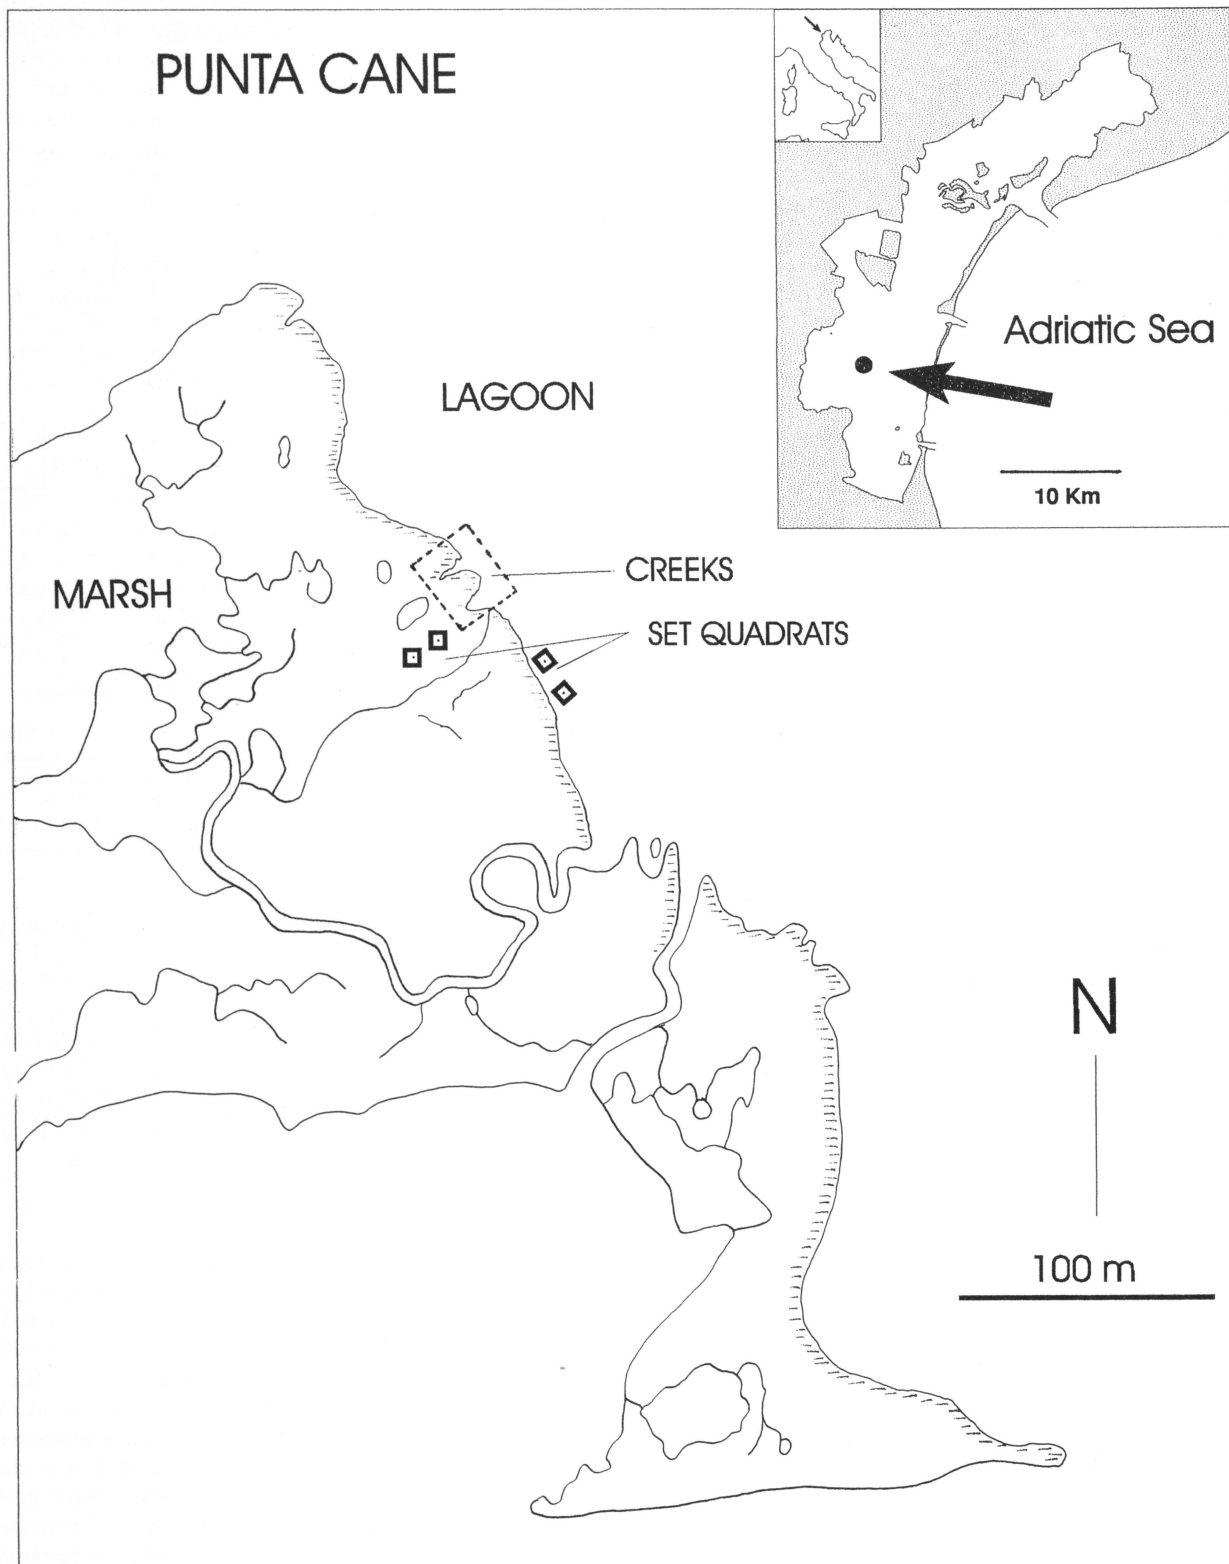 PUNTA CANE
Adriatic Sea
10 Km
LAGOON
CREEKS
MARSH
SET QUADRATS
N
100 m